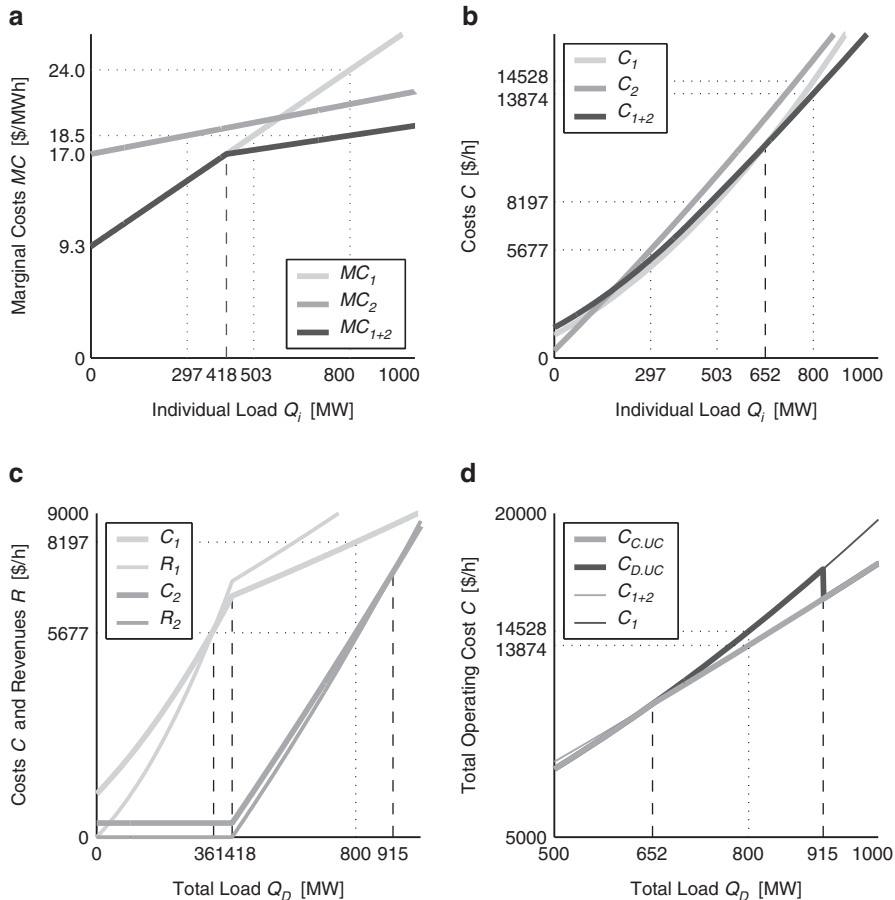 a
Marginal Costs MC [$/MWh]
24.0
18.5
17.0
9.3
0
0 297 418 503 800 1000
Individual Load Qi [MW]
MC1
MC2
MC1+2
b
Costs C [$/h]
14528
13874
8197
5677
0
0 297 503 652 800 1000
Individual Load Qi [MW]
C1
C2
C1+2
c
Costs C and Revenues R [$/h]
9000
8197
5677
0
0 361 418 800 915
Total Load QD [MW]
C1
R1
C2
R2
d
Total Operating Cost C [$/h]
20000
14528
13874
5000
500 652 800 915 1000
Total Load QD [MW]
CC.UC
CD.UC
C1+2
C1